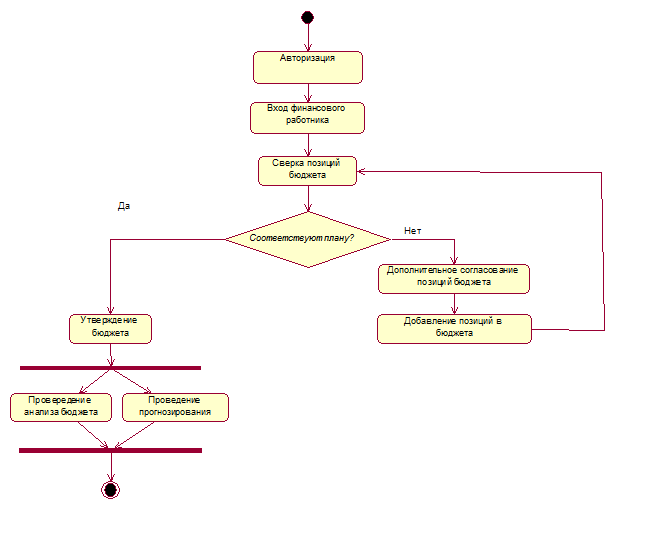 Авторизация
Вход финансового
работника
Сверка позиций
бюджета
Да
Соответствуют плану?
Нет
Дополнительное согласование
позиций бюджета
Утверждение
бюджета
Добавление позиций в
бюджета
Провередение
анализа бюджета
Проведение
прогнозирования